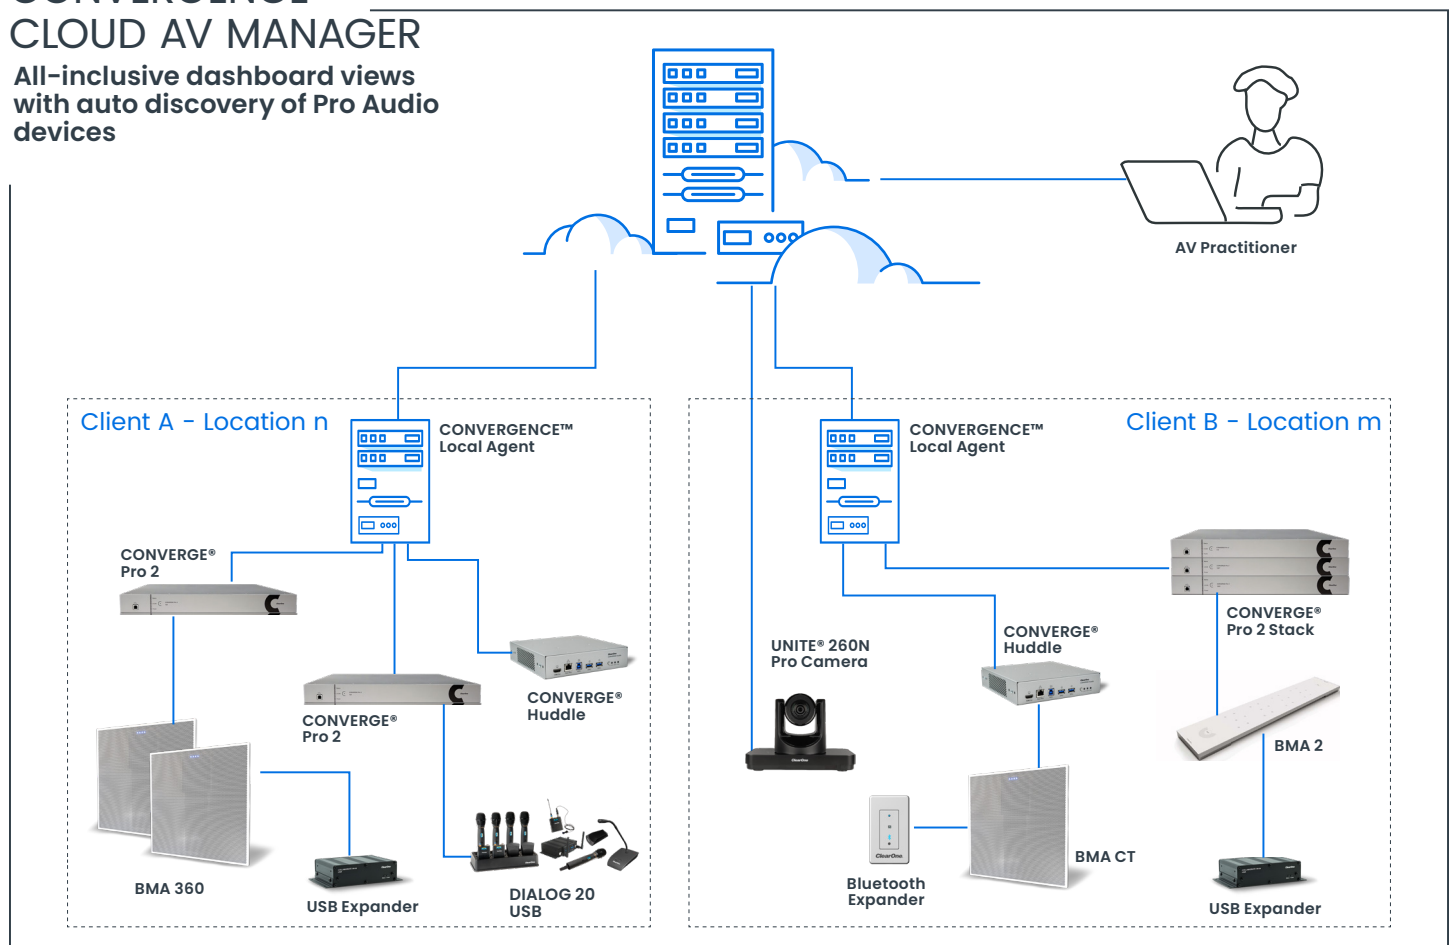 CONVERGENCE
CLOUD AV MANAGER
All-inclusive dashboard views
with auto discovery of Pro Audio
devices
AV Practitioner
Client A - Location n
CONVERGENCE™
Local Agent
CONVERGE®
Pro 2
CONVERGE®
Huddle
CONVERGE®
Pro 2
BMA 360
USB Expander
DIALOG 20
USB
Client B - Location m
CONVERGENCE™
Local Agent
CONVERGE®
Pro 2 Stack
UNITE® 260N
Pro Camera
CONVERGE®
Huddle
BMA 2
ClearOne
ClearOne.
BMA CT
Bluetooth
Expander
USB Expander